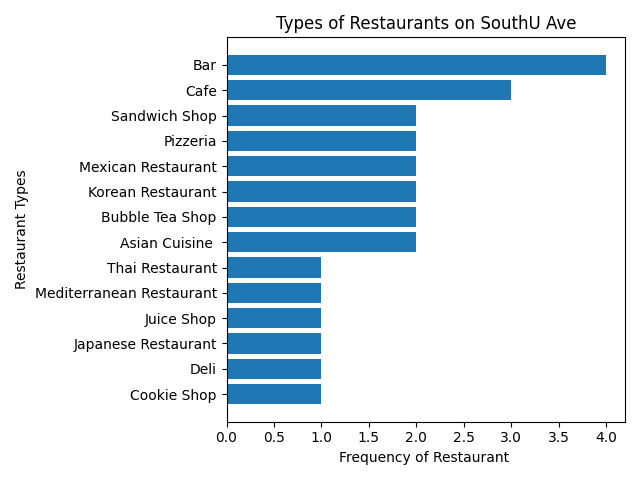 Types of Restaurants on SouthU Ave
Restaurant Types
Bar
Cafe
Sandwich Shop
Pizzeria
Mexican Restaurant
Korean Restaurant
Bubble Tea Shop
Asian Cuisine
Thai Restaurant
Mediterranean Restaurant
Juice Shop
Japanese Restaurant
Deli
Cookie Shop
0.0 0.5 1.0 1.5 2.0 2.5 3.0 3.5 4.0
Frequency of Restaurant